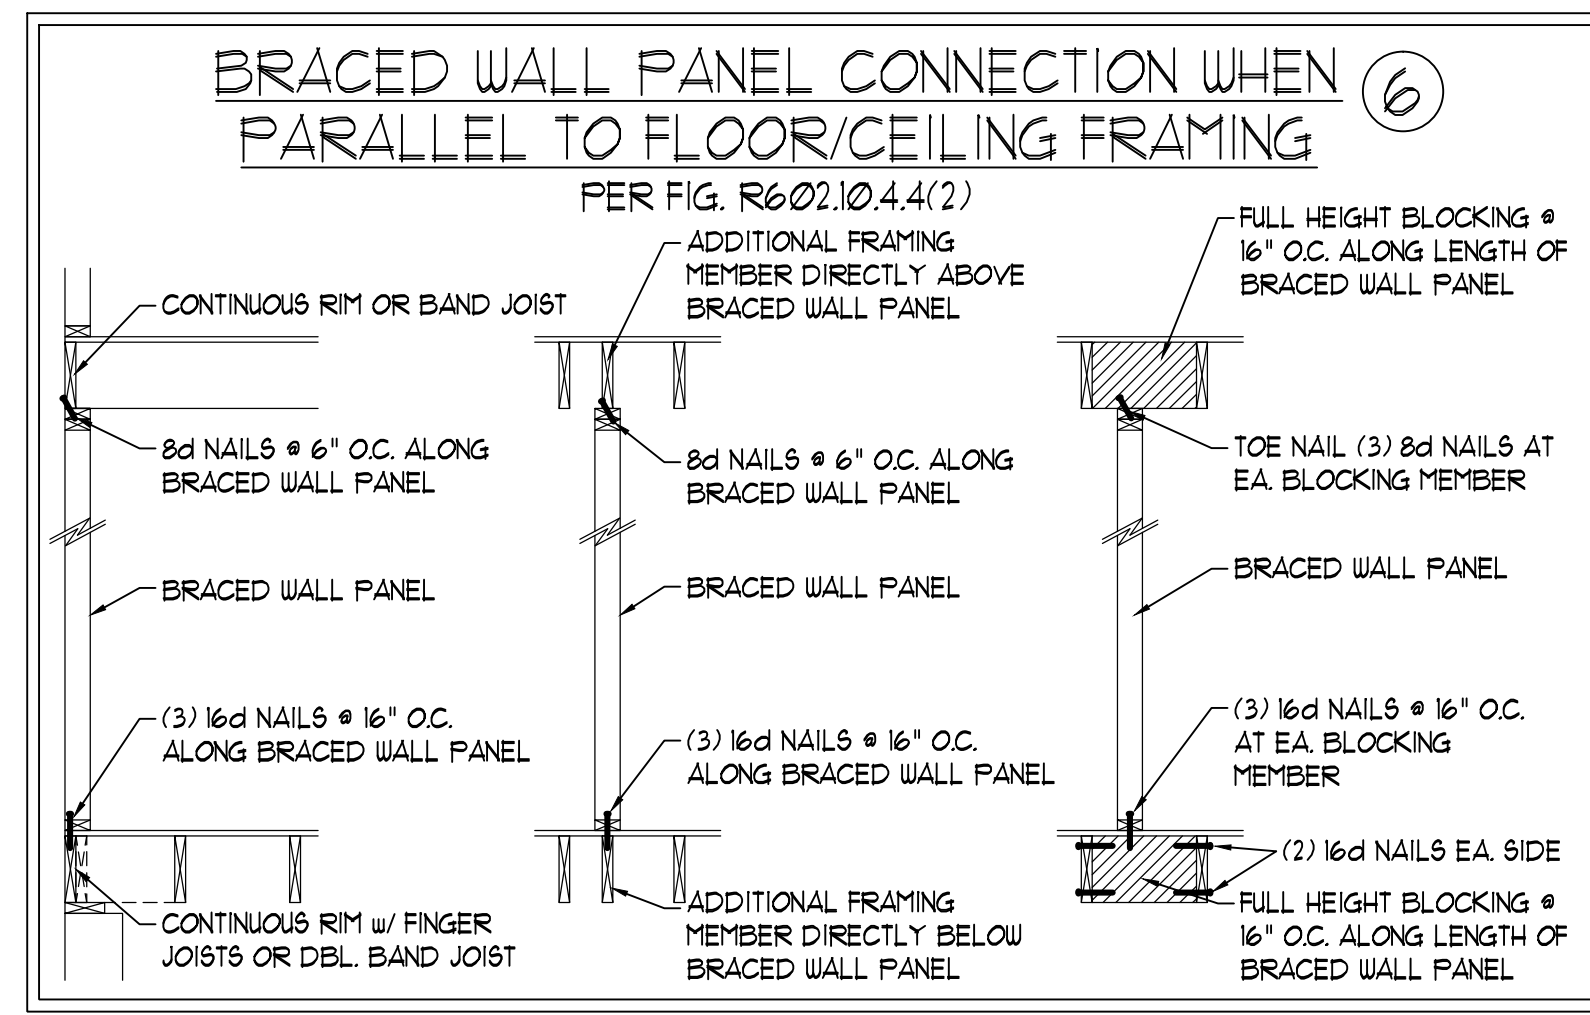 BRACED WALL PANEL CONNECTION WHEN
PARALLEL TO FLOOR/CEILING FRAMING
6
PER FIG. R602.10.4.4(2)
CONTINUOUS RIM OR BAND JOIST
8d NAILS @ 6" O.C. ALONG
BRACED WALL PANEL
BRACED WALL PANEL
(3) 16d NAILS @ 16" O.C.
ALONG BRACED WALL PANEL
CONTINUOUS RIM w/ FINGER
JOISTS OR DBL. BAND JOIST
ADDITIONAL FRAMING
MEMBER DIRECTLY ABOVE
BRACED WALL PANEL
8d NAILS @ 6" O.C. ALONG
BRACED WALL PANEL
BRACED WALL PANEL
(3) 16d NAILS @ 16" O.C.
ALONG BRACED WALL PANEL
ADDITIONAL FRAMING
MEMBER DIRECTLY BELOW
BRACED WALL PANEL
FULL HEIGHT BLOCKING @
16" O.C. ALONG LENGTH OF
BRACED WALL PANEL
TOE NAIL (3) 8d NAILS AT
EA. BLOCKING MEMBER
BRACED WALL PANEL
(3) 16d NAILS @ 16" O.C.
AT EA. BLOCKING
MEMBER
(2) 16d NAILS EA. SIDE
FULL HEIGHT BLOCKING @
16" O.C. ALONG LENGTH OF
BRACED WALL PANEL